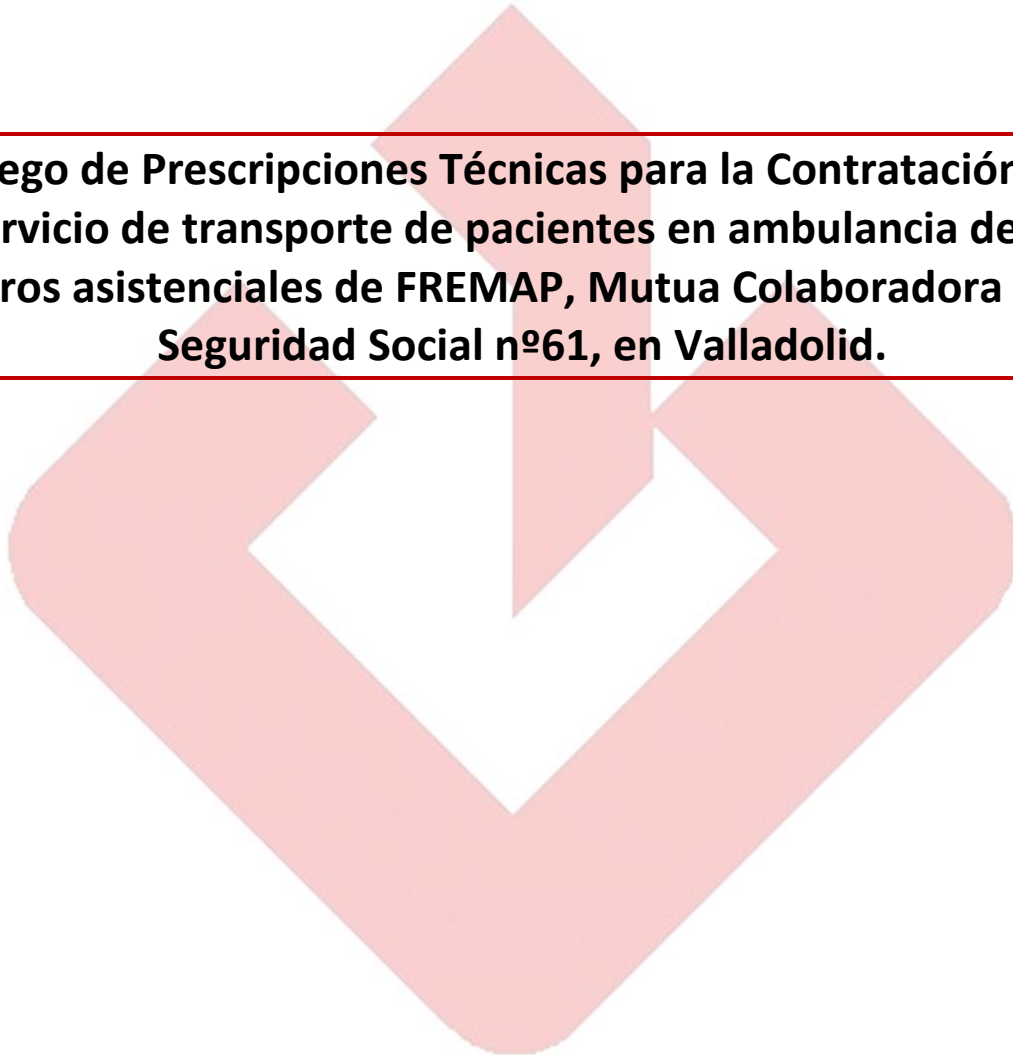 ego de Prescripciones Técnicas para la Contratación
rvicio de transporte de pacientes en ambulancia de
ros asistenciales de FREMAP, Mutua Colaboradora
Seguridad Social nº61, en Valladolid.